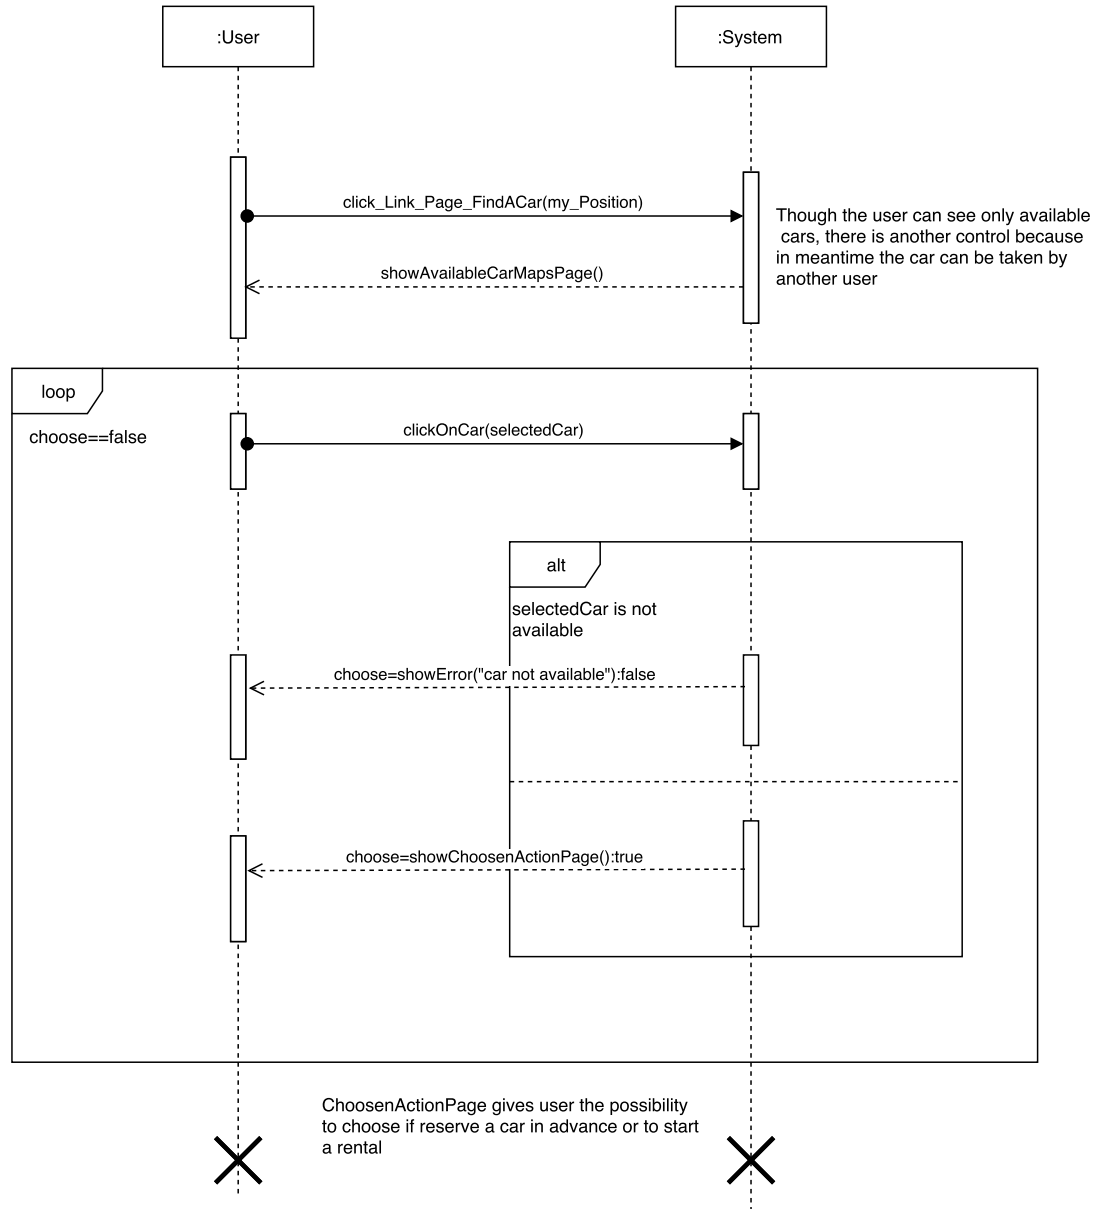 :User
:System
click_Link_Page_FindACar(my_Position)
Though the user can see only available
cars, there is another control because
in meantime the car can be taken by
another user
showAvailableCarMapsPage()
loop
choose==false
clickOnCar(selectedCar)
alt
selectedCar is not
available
choose=showError("car not available"):false
choose=showChoosenActionPage():true
ChoosenActionPage gives user the possibility
to choose if reserve a car in advance or to start
a rental